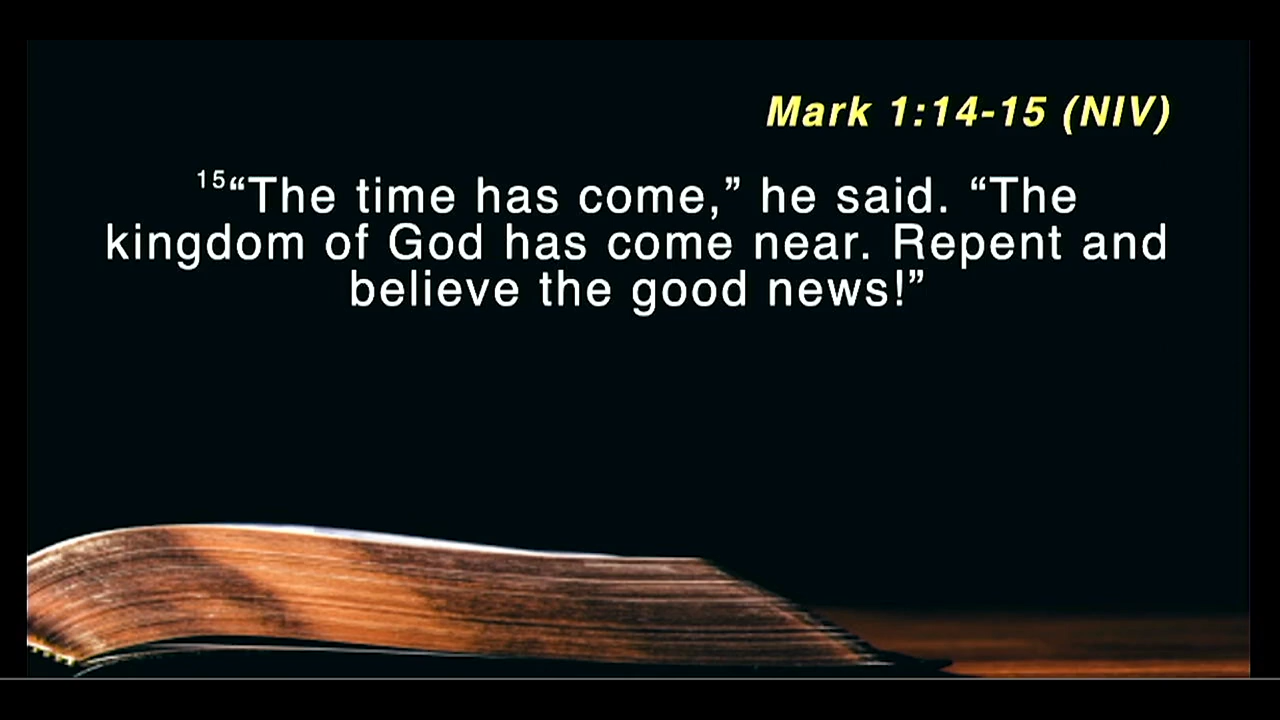 Mark 1:14-15 (NIV)
15“The time has come,” he said. “The
kingdom of God has come near. Repent and
believe the good news!”